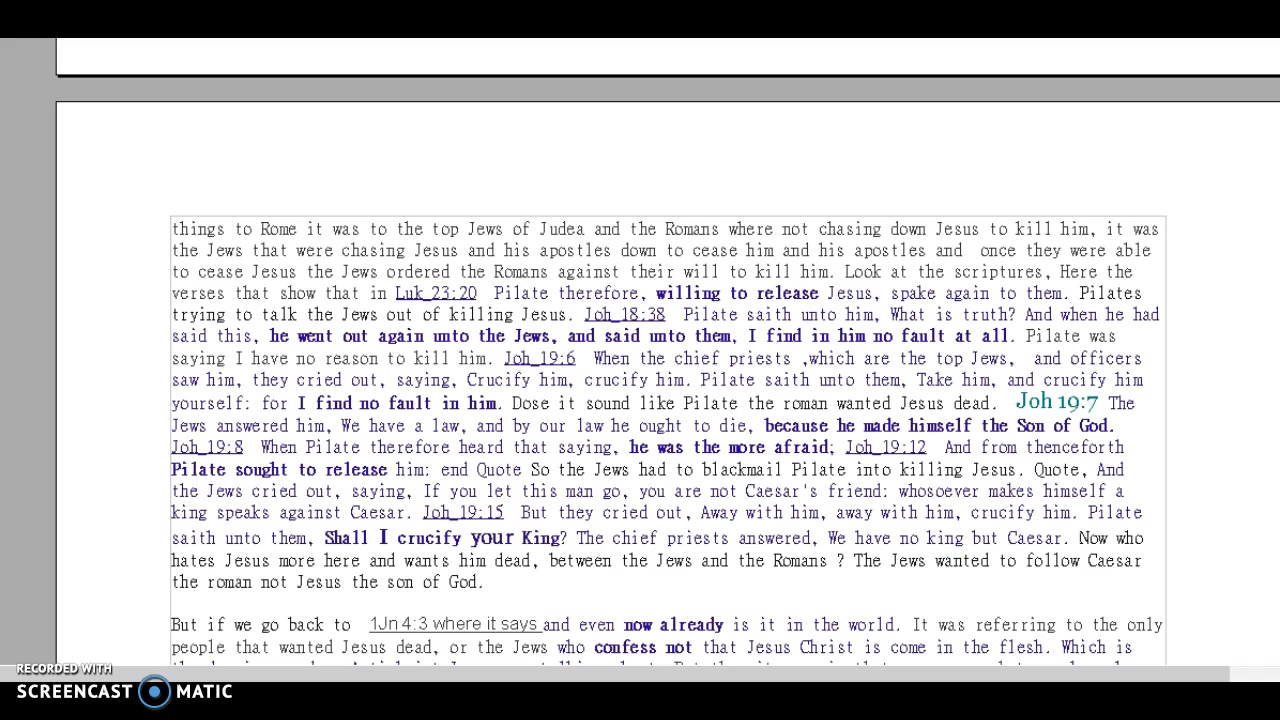 things to Rome it was to the top Jews of Judea and the Romans where not chasing down Jesus to kill him, it was
the Jews that were chasing Jesus and his apostles down to cease him and his apostles and once they were able
to cease Jesus the Jews ordered the Romans against their will to kill him. Look at the scriptures, Here the
verses that show that in Luk_23:20 Pilate therefore, willing to release Jesus, spake again to them. Pilates
trying to talk the Jews out of killing Jesus. Joh_18:38 Pilate saith unto him, What is truth? And when he had
said this, he went out again unto the Jews, and said unto them, I find in him no fault at all. Pilate was
saying I have no reason to kill him. Joh_19:6 When the chief priests ,which are the top Jews, and officers
saw him, they cried out, saying, Crucify him, crucify him. Pilate saith unto them, Take him, and crucify him
yourself: for I find no fault in him. Dose it sound like Pilate the roman wanted Jesus dead. Joh 19:7 The
Jews answered him, We have a law, and by our law he ought to die, because he made himself the Son of God.
Joh_19:8 When Pilate therefore heard that saying, he was the more afraid; Joh_19:12 And from thenceforth
Pilate sought to release him: end Quote So the Jews had to blackmail Pilate into killing Jesus. Quote, And
the Jews cried out, saying, If you let this man go, you are not Caesar's friend: whosoever makes himself a
king speaks against Caesar. Joh_19:15 But they cried out, Away with him, away with him, crucify him. Pilate
saith unto them, Shall I crucify your King? The chief priests answered, We have no king but Caesar. Now who
hates Jesus more here and wants him dead, between the Jews and the Romans ? The Jews wanted to follow Caesar
the roman not Jesus the son of God.
But if we go back to 1Jn 4:3 where it says and even now already is it in the world. It was referring to the only
people that wanted Jesus dead, or the Jews who confess not that Jesus Christ is come in the flesh. Which is
RECORDED WITH
SCREENCAST MATIC